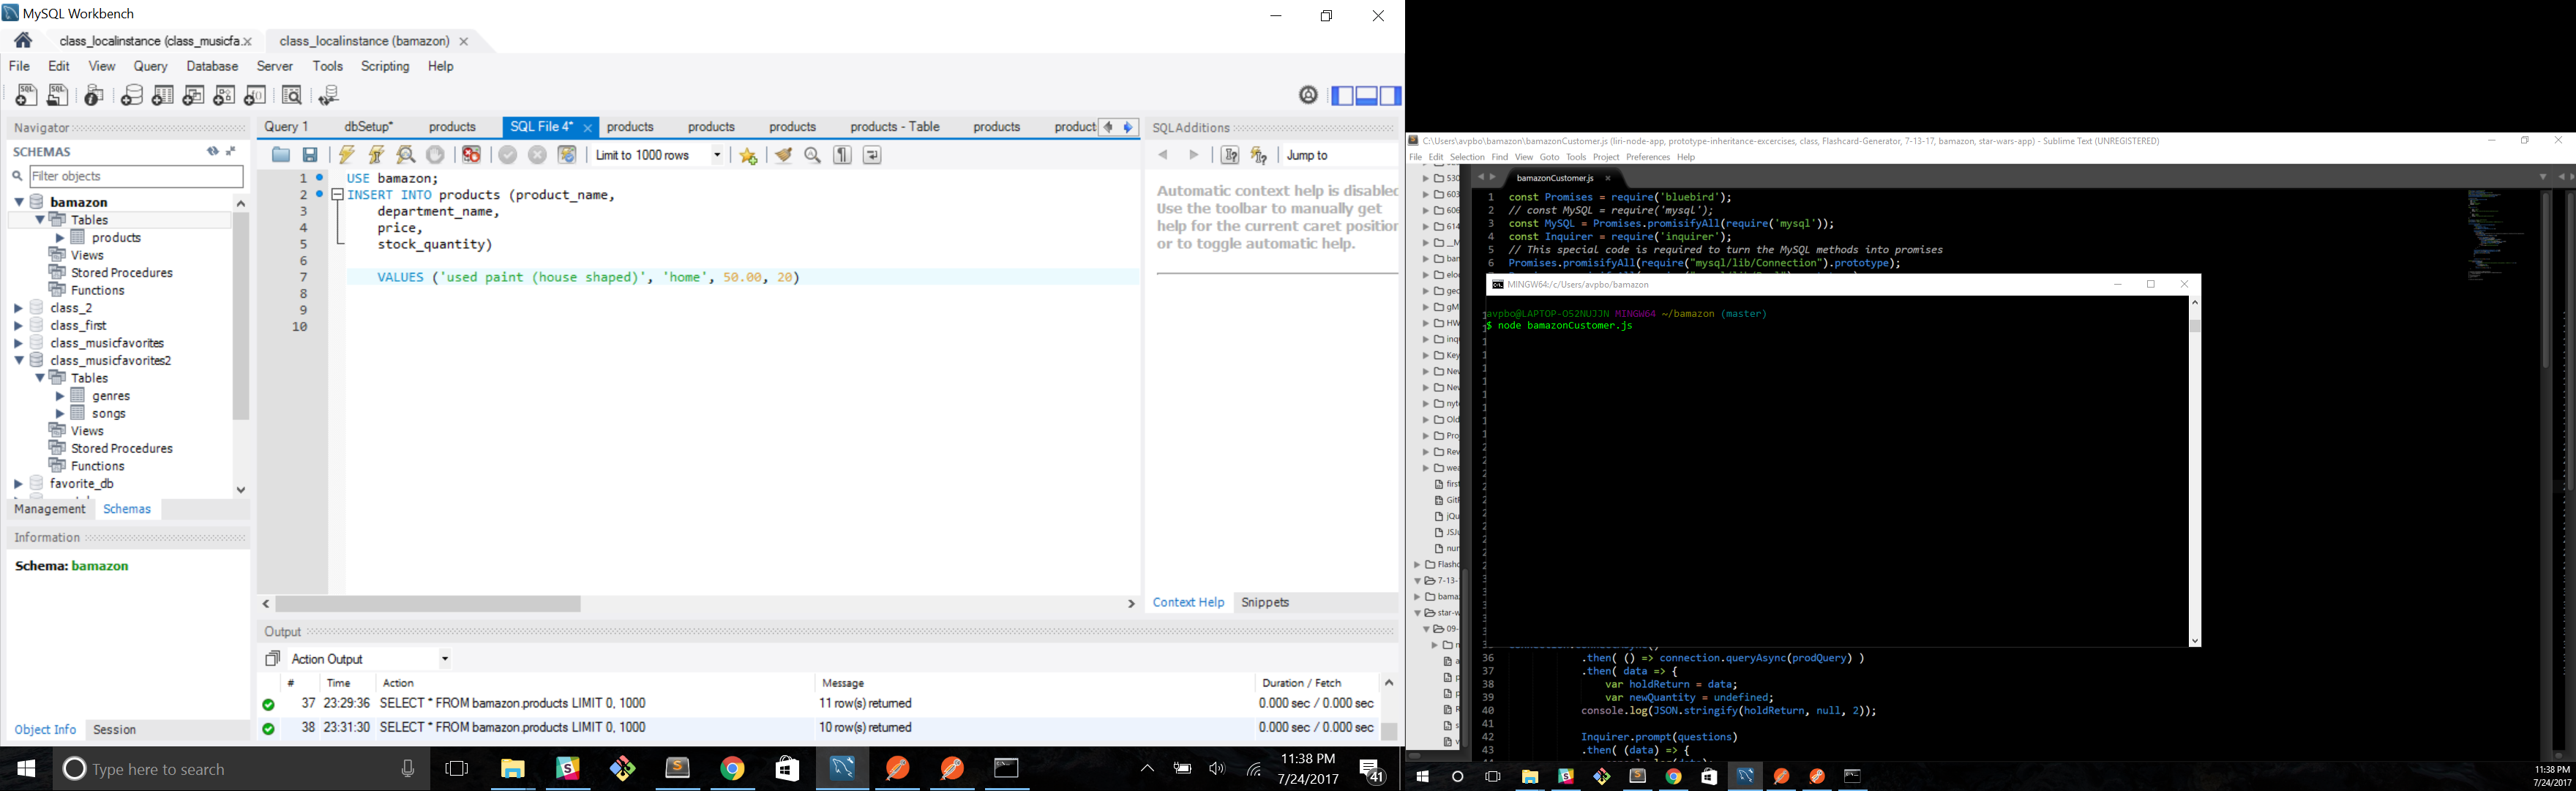 MySQL Workbench
class_localinstance (class_musicfa.x
class_localinstance (bamazon)
File Edit View Query Database Server Tools Scripting Help
Navigator
SCHEMAS
Filter objects
bamazon
Tables
products
Views
Stored Procedures
Functions
class_2
class_first
class_musicfavorites
class_musicfavorites2
Tables
genres
songs
Views
Stored Procedures
Functions
favorite_db
Management Schemas
Information
Schema: bamazon
Object Info Session
Query 1 dbSetup* products SQL File 4* products products products products - Table products product
Limit to 1000 rows
1 USE bamazon;
2 INSERT INTO products (product_name,
3 department_name,
4 price,
5 stock_quantity)
6
7 VALUES ('used paint (house shaped)', 'home', 50.00, 20)
8
9
10
SQLAdditions
Jump to
Automatic context help is disabled
Use the toolbar to manually get
help for the current caret position
or to toggle automatic help.
Context Help Snippets
Output
Action Output
# Time Action Message Duration / Fetch
37 23:29:36 SELECT * FROM bamazon.products LIMIT 0, 1000 11 row(s) returned 0.000 sec / 0.000 sec
38 23:31:30 SELECT * FROM bamazon.products LIMIT 0, 1000 10 row(s) returned 0.000 sec / 0.000 sec
Type here to search
11:38 PM
7/24/2017
41
C:\Users\avpbo\bamazon\bamazonCustomer.js (lin-node-app, prototype-inheritance-excercises, class, Flashcard-Generator, 7-13-17, bamazon, star-wars-app) - Sublime Text (UNREGISTERED)
File Edit Selection Find View Goto Tools Project Preferences Help
bamazonCustomer.js
1 const Promises = require('bluebird');
2 // const MySQL = require('mysql');
3 const MySQL = Promises.promisifyAll(require('mysql'));
4 const Inquirer = require('inquirer');
5 // This special code is required to turn the MySQL methods into promises
6 Promises.promisifyAll(require("mysql/lib/Connection").prototype);
MINGW64:/c/Users/avpbo/bamazon
avpbo@LAPTOP-O52NUJJN MINGW64 ~/bamazon (master)
$ node bamazonCustomer.js
36 .then( () => connection.queryAsync(prodQuery) )
37 .then( data => {
38 var holdReturn = data;
39 var newQuantity = undefined;
40 console.log(JSON.stringify(holdReturn, null, 2));
41
42 Inquirer.prompt(questions)
43 .then( (data) => {
11:38 PM
7/24/2017